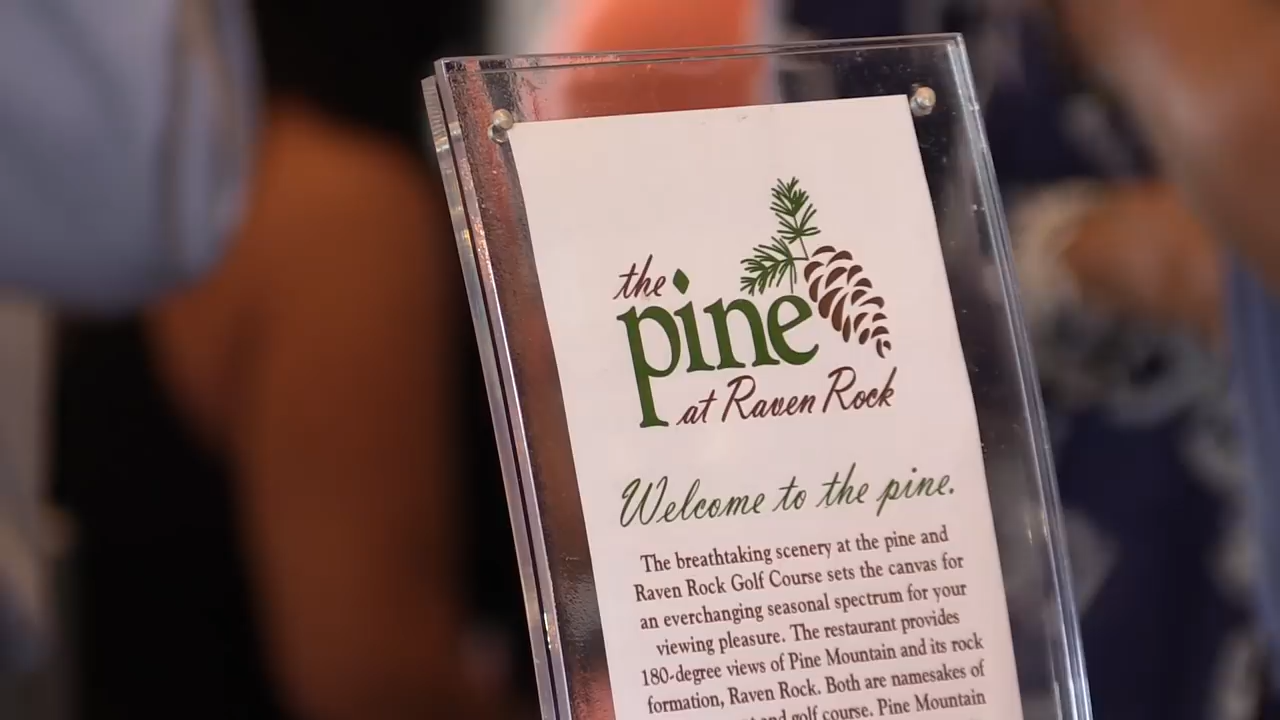 the
pine
at Raven Rock
Welcome to the pine.
The breathtaking scenery at the pine and
Raven Rock Golf Course sets the canvas for
an everchanging seasonal spectrum for your
viewing pleasure. The restaurant provides
180-degree views of Pine Mountain and its rock
formation, Raven Rock. Both are namesakes of
and golf course. Pine Mountain